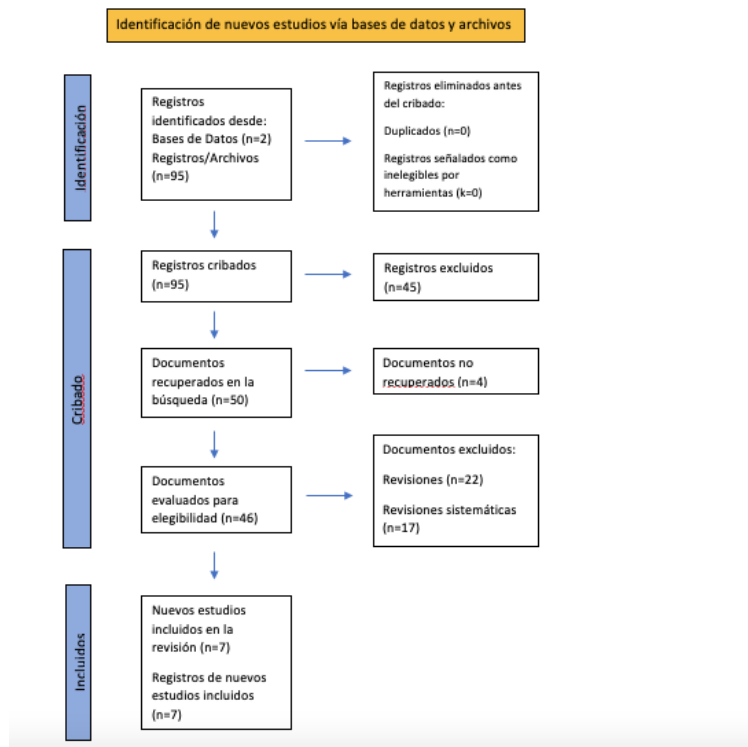 Identificación de nuevos estudios vía bases de datos y archivos
Identificación
Registros
identificados desde:
Bases de Datos (n=2)
Registros/Archivos
(n=95)
Registros eliminados antes
del cribado:
Duplicados (n=0)
Registros señalados como
inelegibles por
herramientas (k=0)
Cribado
Registros cribados
(n=95)
Registros excluidos
(n=45)
Documentos
recuperados en la
búsqueda (n=50)
Documentos no
recuperados (n=4)
Documentos
evaluados para
elegibilidad (n=46)
Documentos excluidos:
Revisiones (n=22)
Revisiones sistemáticas
(n=17)
Incluidos
Nuevos estudios
incluidos en la
revisión (n=7)
Registros de nuevos
estudios incluidos
(n=7)